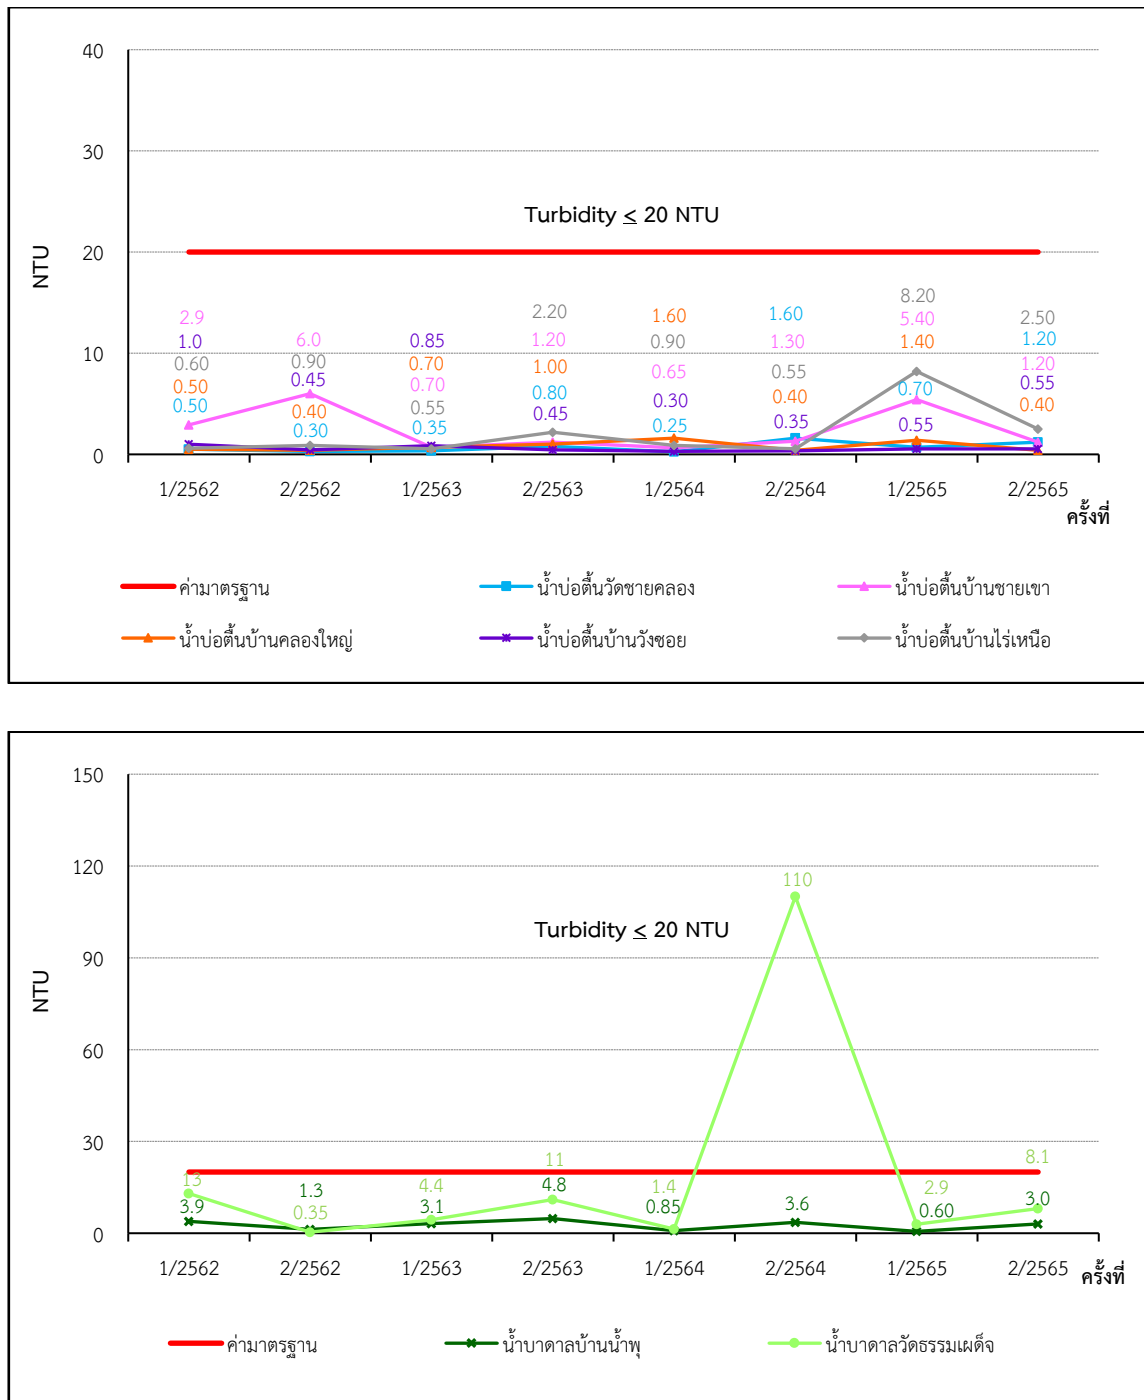 40
30
Turbidity ≤ 20 NTU
20
NTU
2.9 6.0 0.85 2.20 1.60 1.60 8.20 2.50
1.0 0.90 0.70 1.20 0.90 1.30 5.40 1.20
0.60 0.45 0.70 1.00 0.65 0.55 1.40 1.20
0.50 0.40 0.55 0.80 0.30 0.40 0.70 0.55
0.50 0.30 0.35 0.45 0.25 0.35 0.55 0.40
10
0
1/2562 2/2562 1/2563 2/2563 1/2564 2/2564 1/2565 2/2565
ครั้งที่
ค่ามาตรฐาน น้ำบ่อตื้นวัดชายคลอง น้ำบ่อตื้นบ้านชายเขา
น้ำบ่อตื้นบ้านคลองใหญ่ น้ำบ่อตื้นบ้านวังซอย น้ำบ่อตื้นบ้านไร่เหนือ
150
120
110
Turbidity ≤ 20 NTU
90
NTU
60
30
13 1.3 4.4 11 1.4 3.6 2.9 8.1
3.9 0.35 3.1 4.8 0.85 0.60 3.0
0
1/2562 2/2562 1/2563 2/2563 1/2564 2/2564 1/2565 2/2565
ครั้งที่
ค่ามาตรฐาน น้ำบาดาลบ้านน้ำพุ น้ำบาดาลวัดธรรมเผด็จ